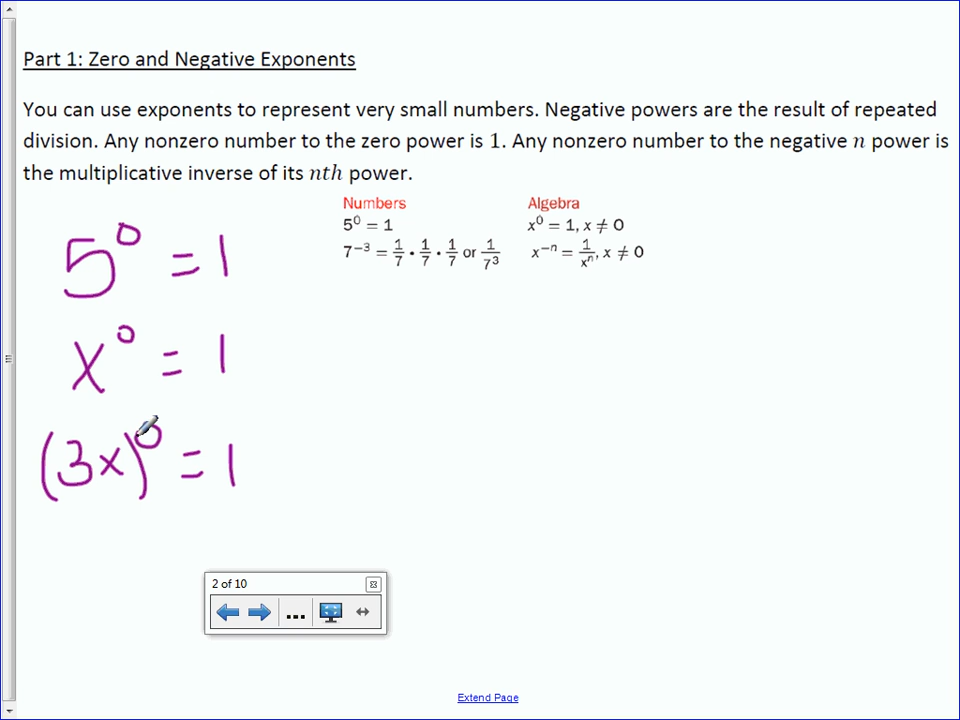 Part 1: Zero and Negative Exponents
You can use exponents to represent very small numbers. Negative powers are the result of repeated
division. Any nonzero number to the zero power is 1. Any nonzero number to the negative n power is
the multiplicative inverse of its nth power.
Numbers
5⁰ = 1
7⁻³ = 1/7 • 1/7 • 1/7 or 1/7³
Algebra
x⁰ = 1, x ≠ 0
x⁻ⁿ = 1/xⁿ, x ≠ 0
5⁰ = 1
x⁰ = 1
(3x)⁰ = 1
2 of 10
...
Extend Page